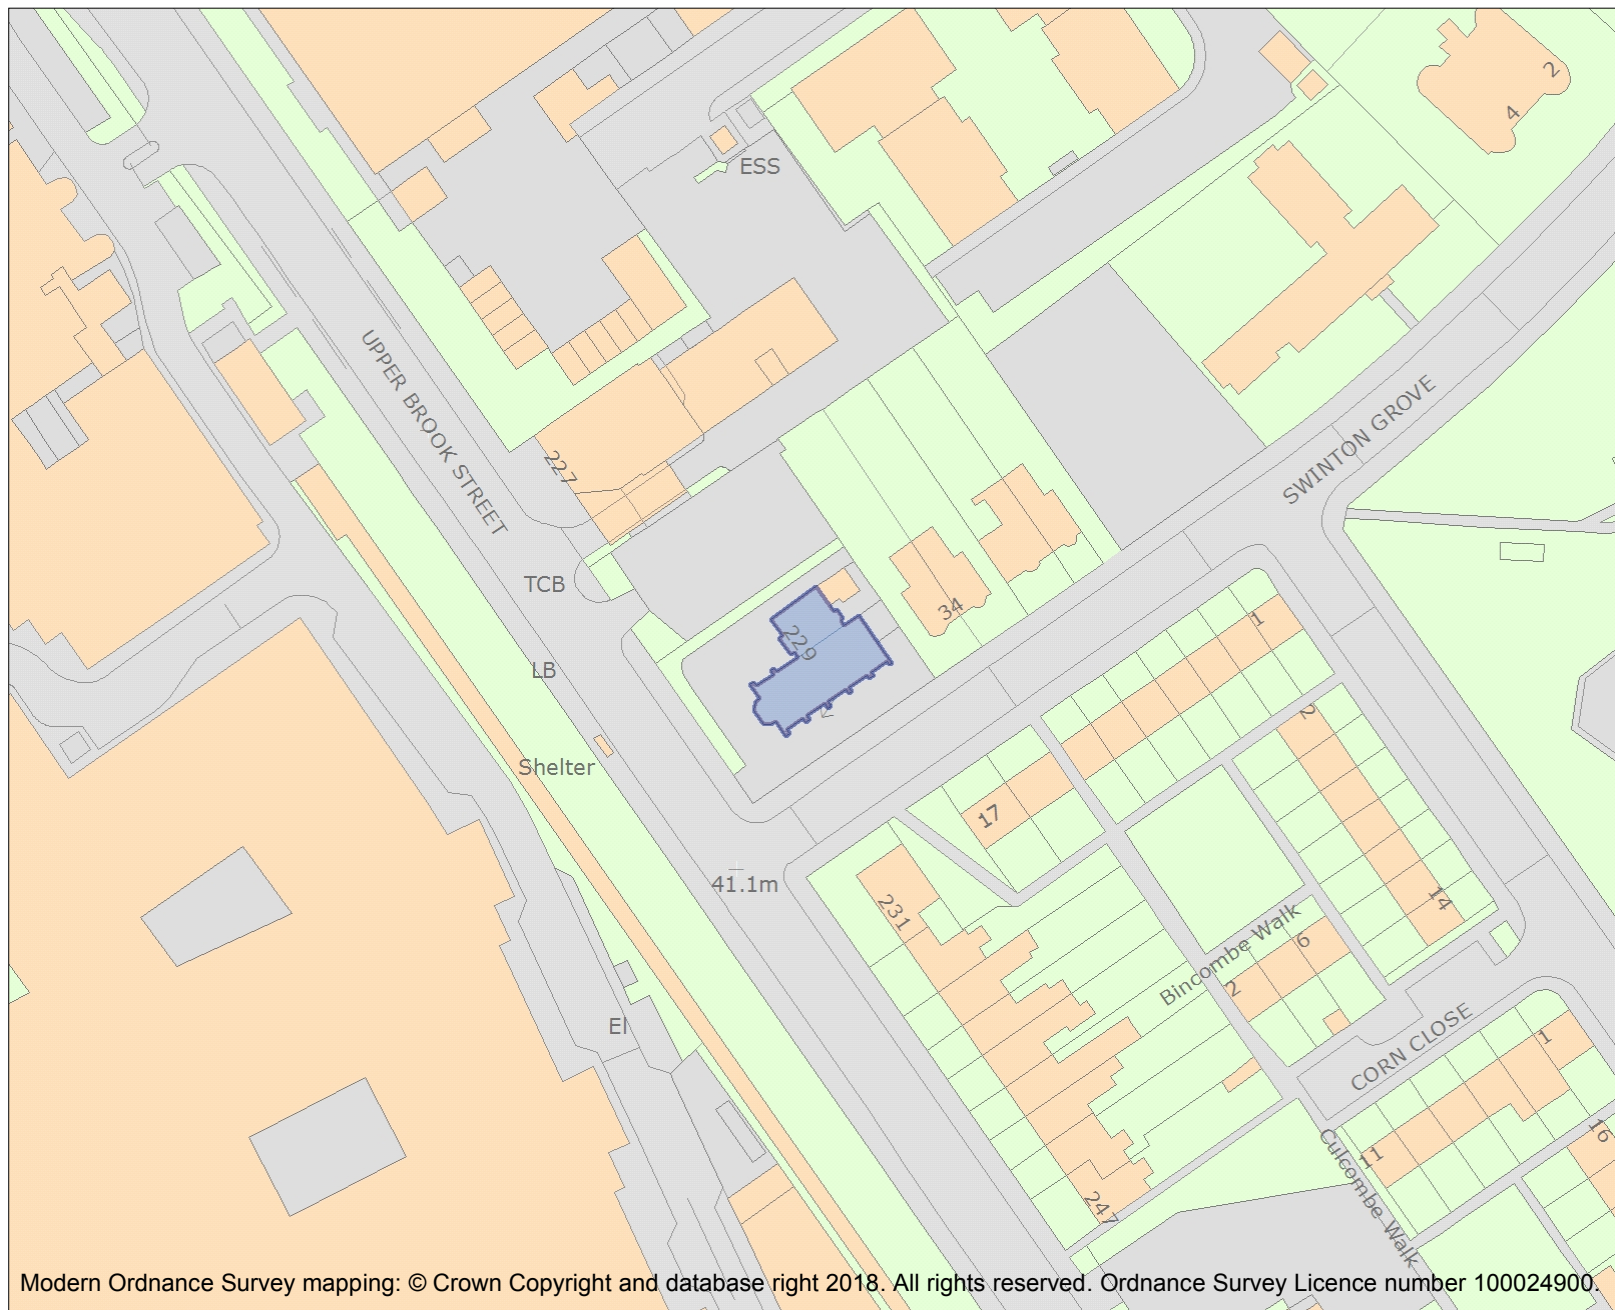 2
4
ESS
UPPER BROOK STREET
SWINTON GROVE
227
TCB
34
1
229
LB
2
Shelter
17
41.1m
231
14
Bincombe Walk
6
2
El
CORN CLOSE
1
16
11
Culcombe Walk
247
Modern Ordnance Survey mapping: © Crown Copyright and database right 2018. All rights reserved. Ordnance Survey Licence number 100024900.